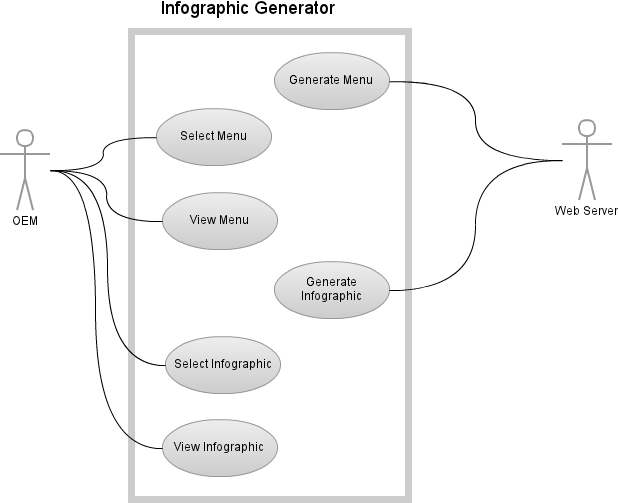 Infographic Generator
Generate Menu
Select Menu
OEM
View Menu
Web Server
Generate
Infographic
Select Infographic
View Infographic